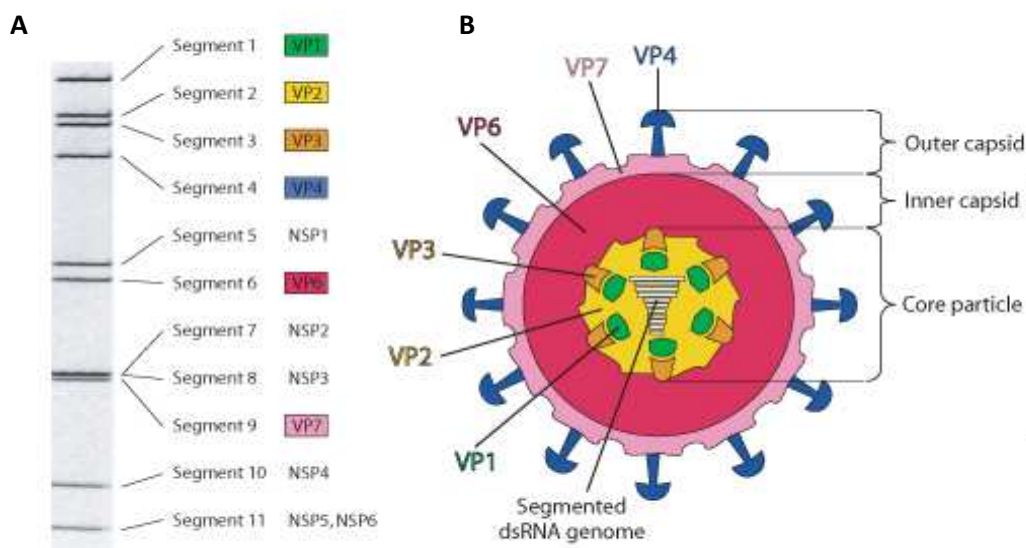 A
Segment 1 VP1
Segment 2 VP2
Segment 3 VP3
Segment 4 VP4
Segment 5 NSP1
Segment 6 VP6
Segment 7 NSP2
Segment 8 NSP3
Segment 9 VP7
Segment 10 NSP4
Segment 11 NSP5, NSP6
B
VP4
VP7
VP6
VP3
VP2
VP1
Outer capsid
Inner capsid
Core particle
Segmented
dsRNA genome